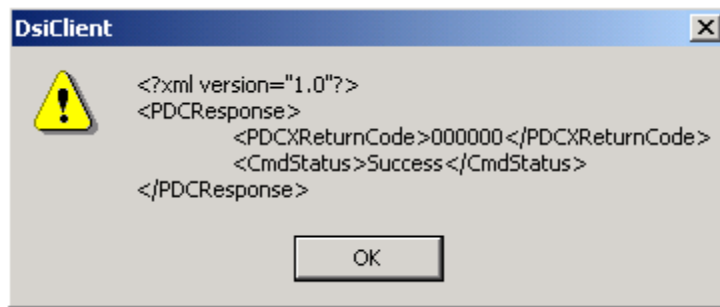 DsiClient
<?xml version="1.0"?>
<PDCResponse>
<PDCXReturnCode>000000</PDCXReturnCode>
<CmdStatus>Success</CmdStatus>
</PDCResponse>
OK